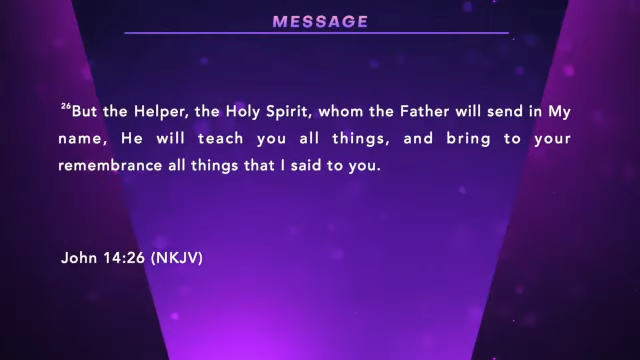 MESSAGE
26But the Helper, the Holy Spirit, whom the Father will send in My
name, He will teach you all things, and bring to your
remembrance all things that I said to you.
John 14:26 (NKJV)